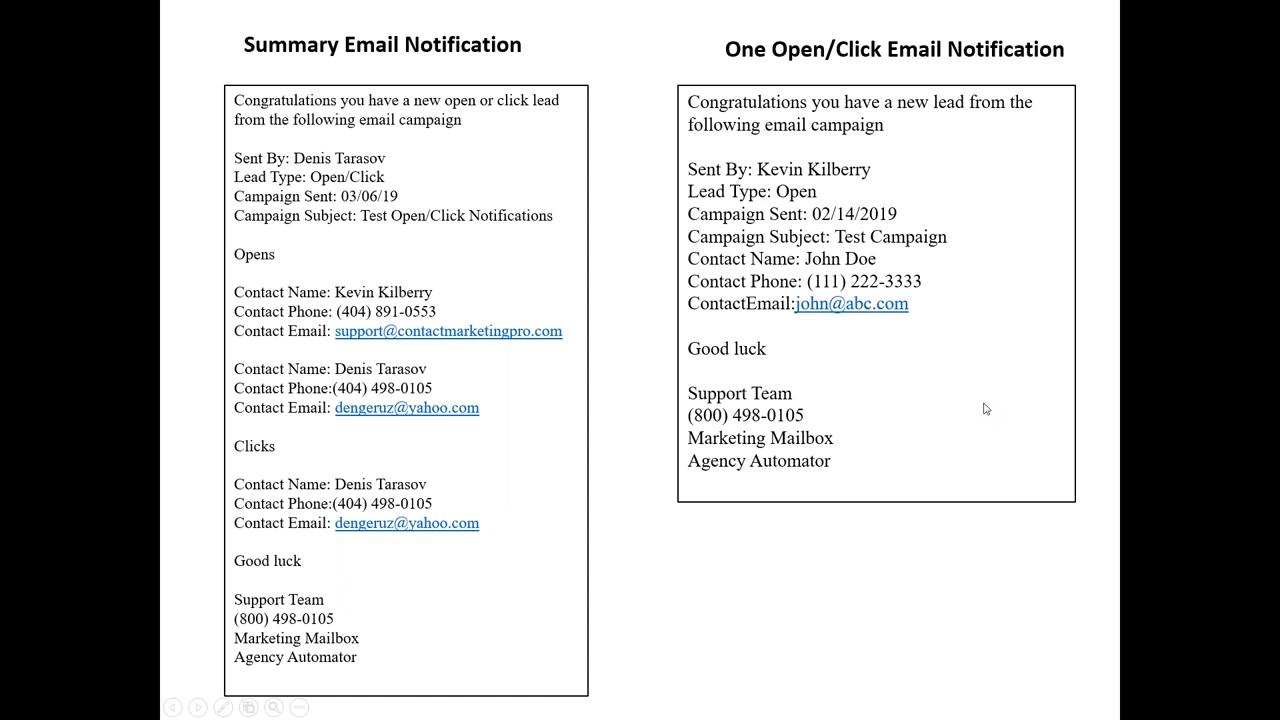 Summary Email Notification
Congratulations you have a new open or click lead
from the following email campaign
Sent By: Denis Tarasov
Lead Type: Open/Click
Campaign Sent: 03/06/19
Campaign Subject: Test Open/Click Notifications
Opens
Contact Name: Kevin Kilberry
Contact Phone: (404) 891-0553
Contact Email: support@contactmarketingpro.com
Contact Name: Denis Tarasov
Contact Phone:(404) 498-0105
Contact Email: dengeruz@yahoo.com
Clicks
Contact Name: Denis Tarasov
Contact Phone:(404) 498-0105
Contact Email: dengeruz@yahoo.com
Good luck
Support Team
(800) 498-0105
Marketing Mailbox
Agency Automator
One Open/Click Email Notification
Congratulations you have a new lead from the
following email campaign
Sent By: Kevin Kilberry
Lead Type: Open
Campaign Sent: 02/14/2019
Campaign Subject: Test Campaign
Contact Name: John Doe
Contact Phone: (111) 222-3333
ContactEmail:john@abc.com
Good luck
Support Team
(800) 498-0105
Marketing Mailbox
Agency Automator